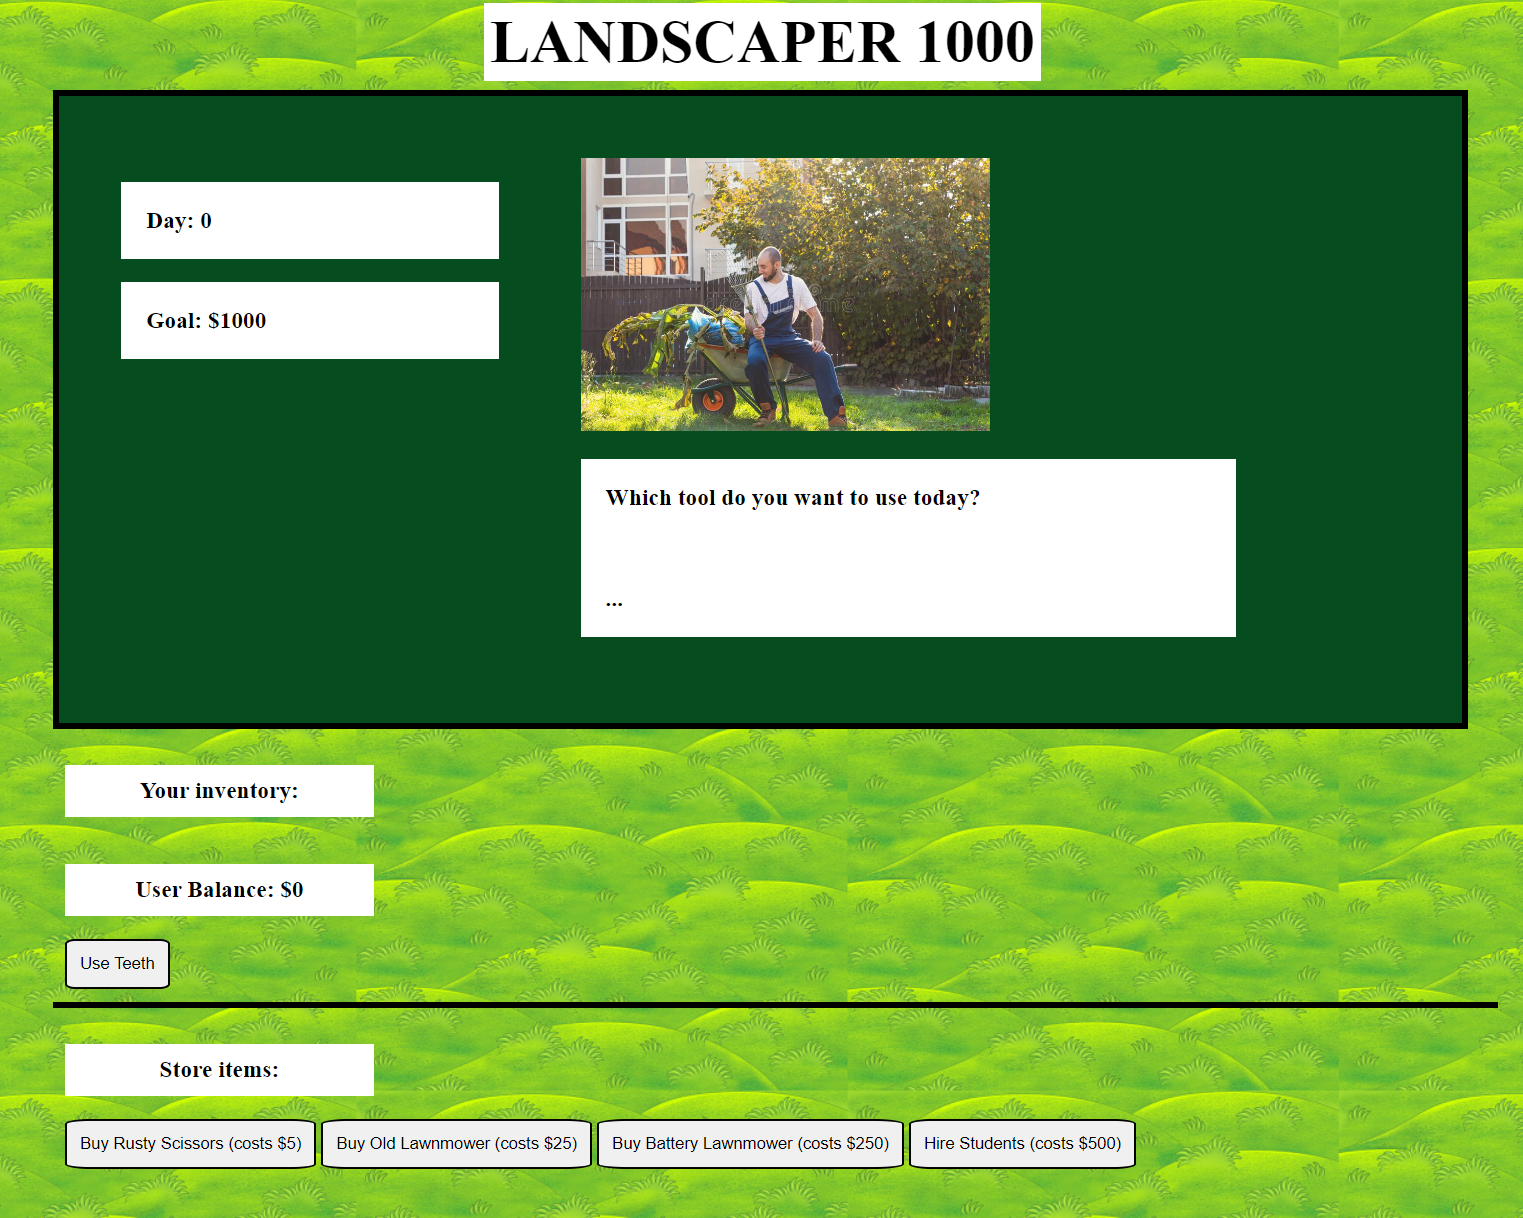 LANDSCAPER 1000
Day: 0
Goal: $1000
Which tool do you want to use today?
...
Your inventory:
User Balance: $0
Use Teeth
Store items:
Buy Rusty Scissors (costs $5)
Buy Old Lawnmower (costs $25)
Buy Battery Lawnmower (costs $250)
Hire Students (costs $500)